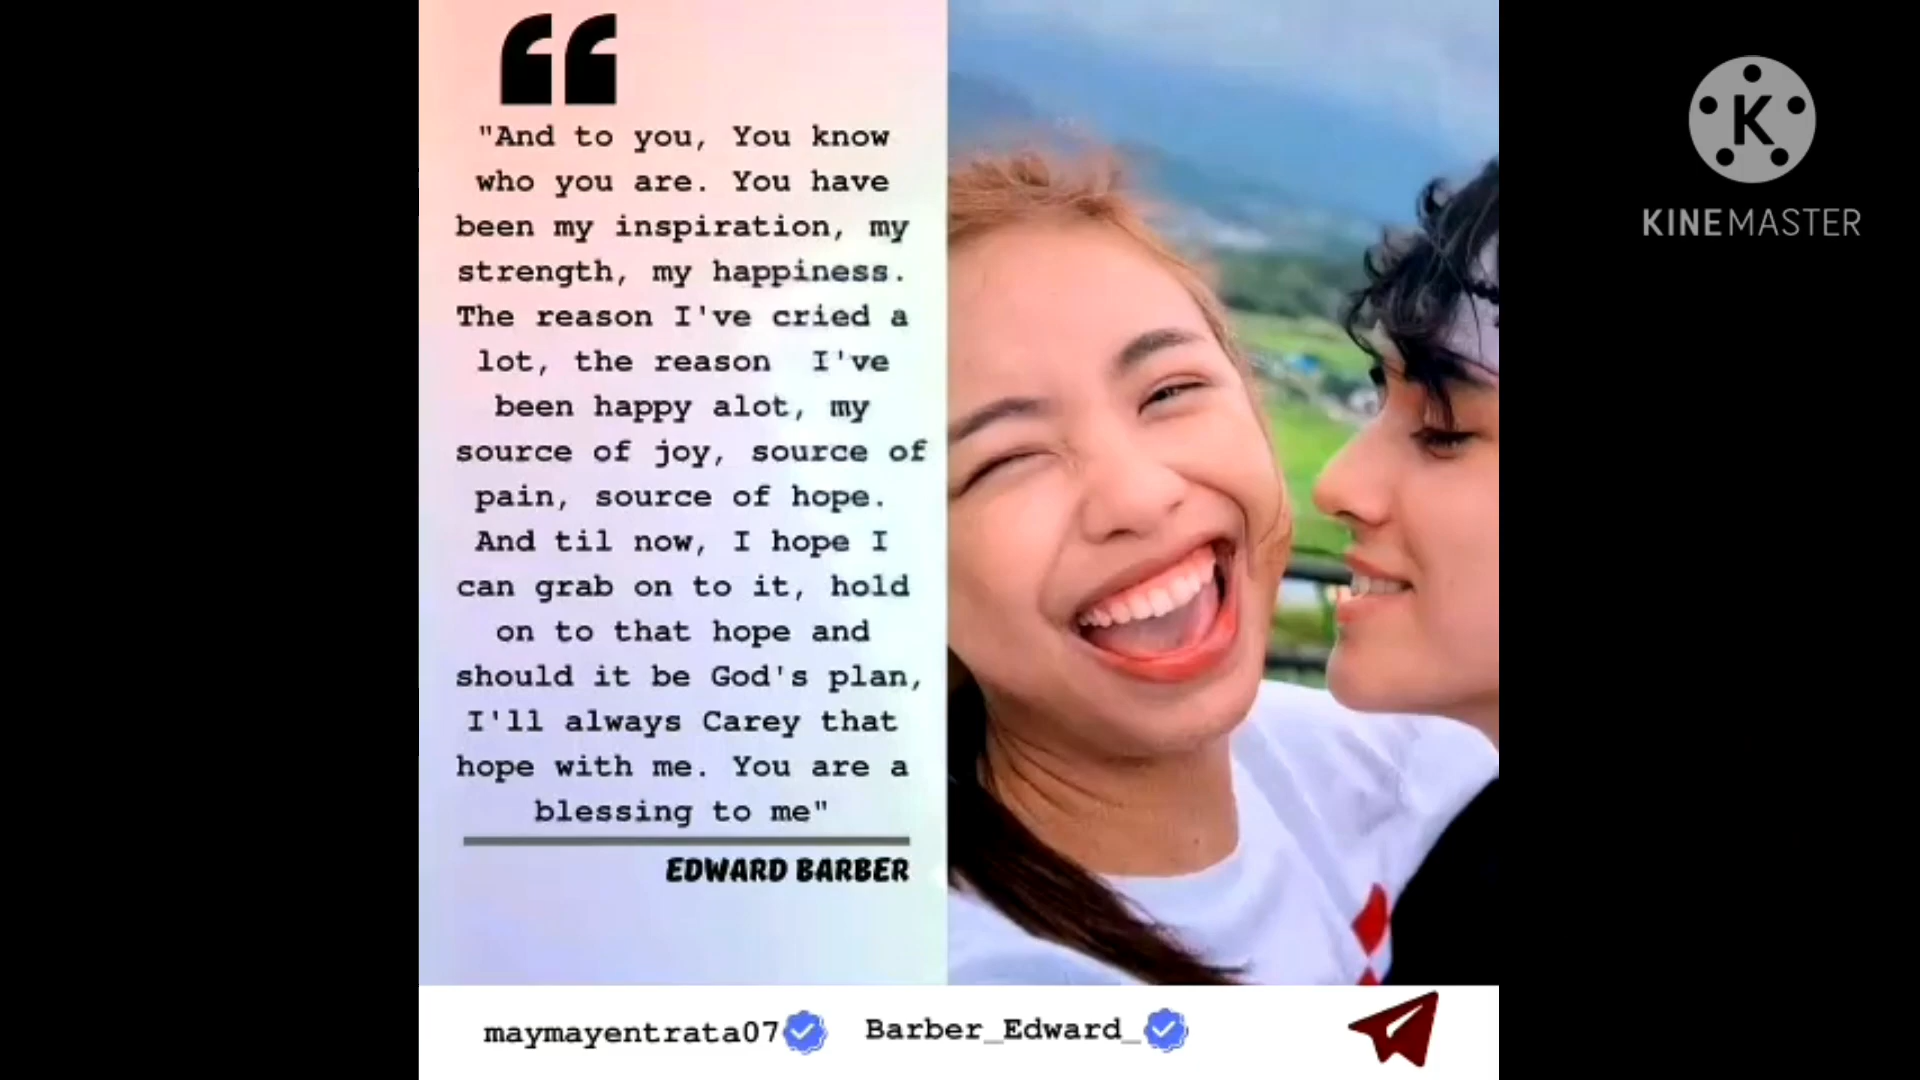 "And to you, You know
who you are. You have
been my inspiration, my
strength, my happiness.
The reason I've cried a
lot, the reason I've
been happy alot, my
source of joy, source of
pain, source of hope.
And til now, I hope I
can grab on to it, hold
on to that hope and
should it be God's plan,
I'll always Carey that
hope with me. You are a
blessing to me"
EDWARD BARBER
maymayentrata07
Barber_Edward_
K
KINEMASTER